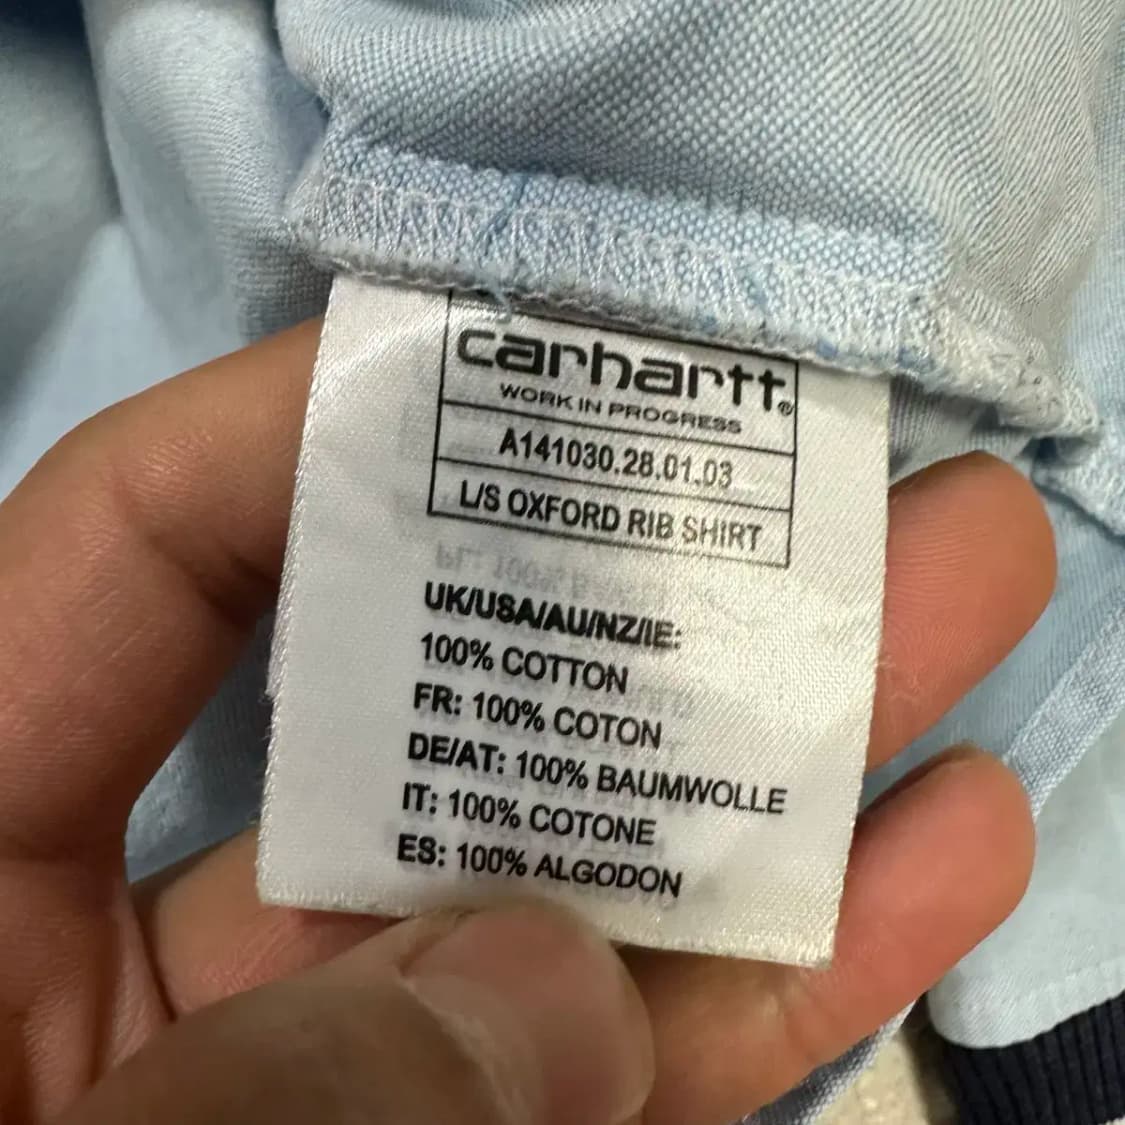 carhartt®
WORK IN PROGRESS
A141030.28.01.03
L/S OXFORD RIB SHIRT
UK/USA/AU/NZ/IE:
100% COTTON
FR: 100% COTON
DE/AT: 100% BAUMWOLLE
IT: 100% COTONE
ES: 100% ALGODON